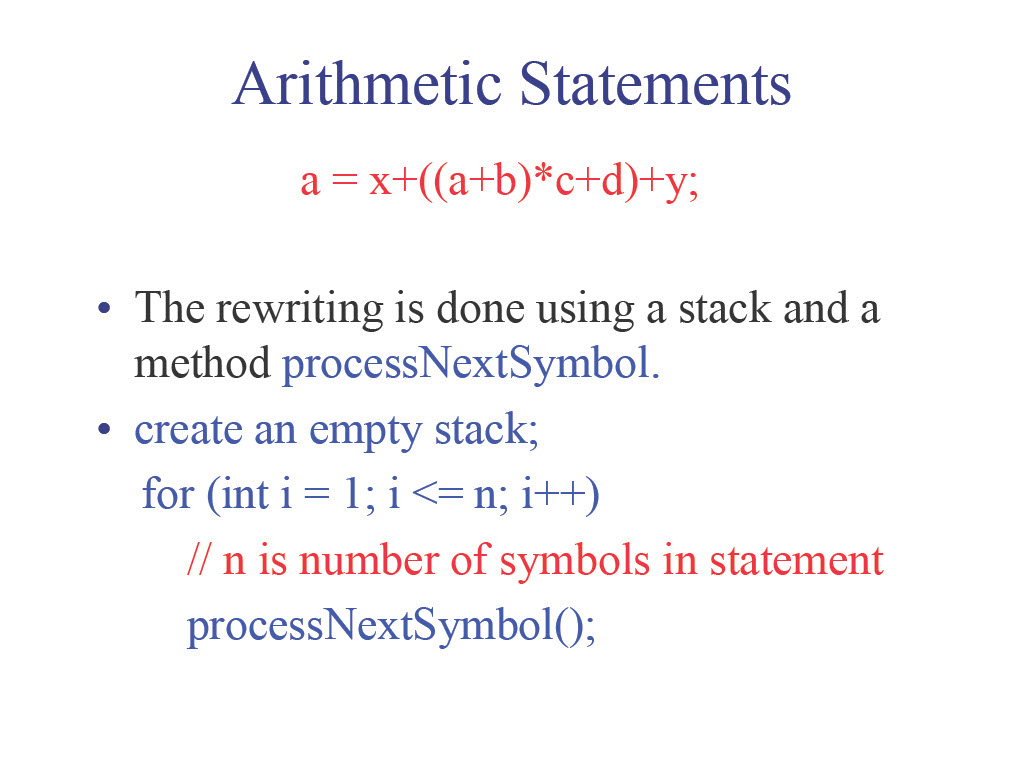 Arithmetic Statements
a = x+((a+b)*c+d)+y;
• The rewriting is done using a stack and a
method processNextSymbol.
• create an empty stack;
for (int i = 1; i <= n; i++)
// n is number of symbols in statement
processNextSymbol();